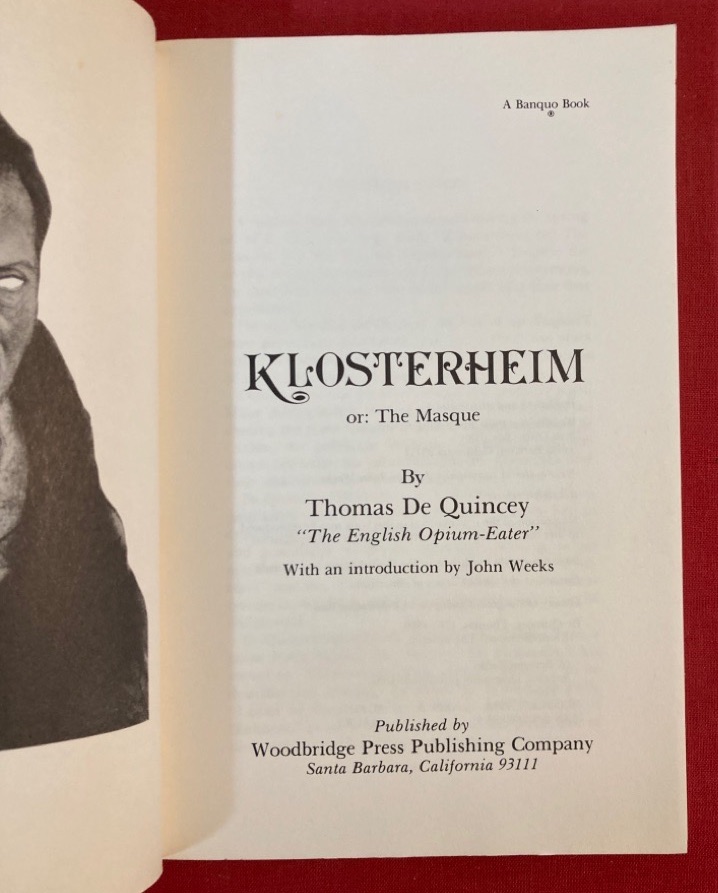 A Banquo Book
®
KLOSTERHEIM
or: The Masque
By
Thomas De Quincey
“The English Opium-Eater”
With an introduction by John Weeks
Published by
Woodbridge Press Publishing Company
Santa Barbara, California 93111